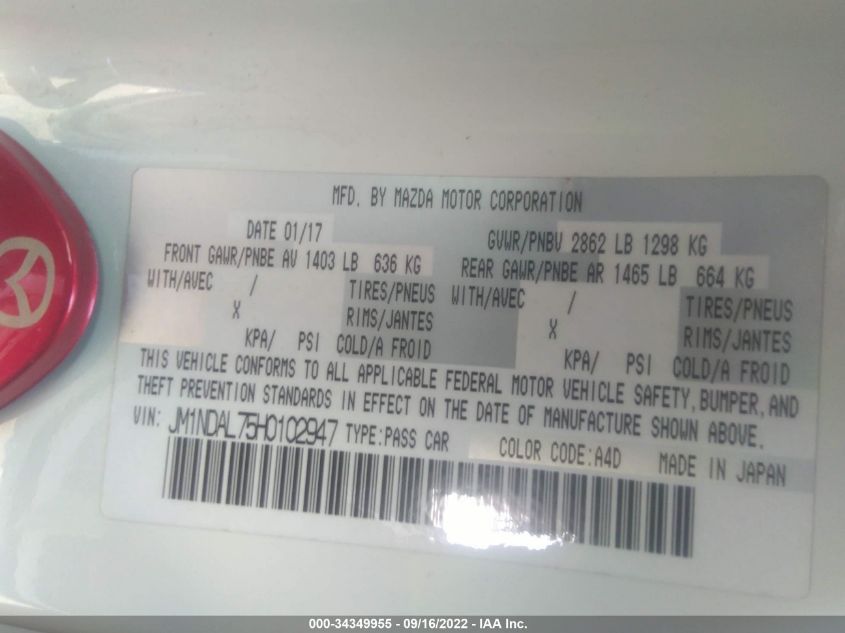 MFD. BY MAZDA MOTOR CORPORATION
DATE 01/17 GVWR/PNBV 2862 LB 1298 KG
FRONT GAWR/PNBE AV 1403 LB 636 KG REAR GAWR/PNBE AR 1465 LB 664 KG
WITH/AVEC / TIRES/PNEUS WITH/AVEC / TIRES/PNEUS
X RIMS/JANTES X RIMS/JANTES
KPA/ PSI COLD/A FROID KPA/ PSI COLD/A FROID
THIS VEHICLE CONFORMS TO ALL APPLICABLE FEDERAL MOTOR VEHICLE SAFETY, BUMPER, AND
THEFT PREVENTION STANDARDS IN EFFECT ON THE DATE OF MANUFACTURE SHOWN ABOVE.
VIN: JM1NDAL75H0102947 TYPE:PASS CAR COLOR CODE:A4D MADE IN JAPAN
000-34349955 - 09/16/2022 - IAA Inc.